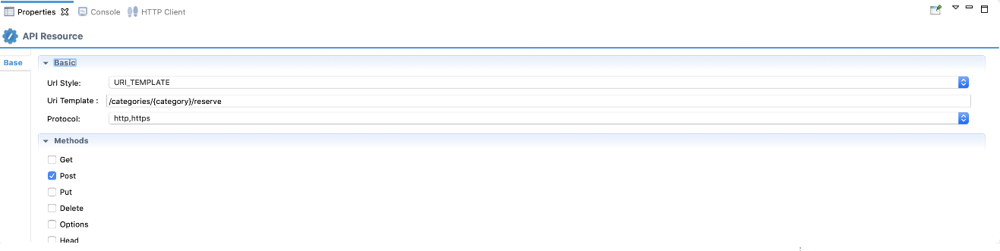 Properties Console HTTP Client
API Resource
Base
Basic
Url Style: URI_TEMPLATE
Uri Template : /categories/{category}/reserve
Protocol: http,https
Methods
Get
Post
Put
Delete
Options
Head